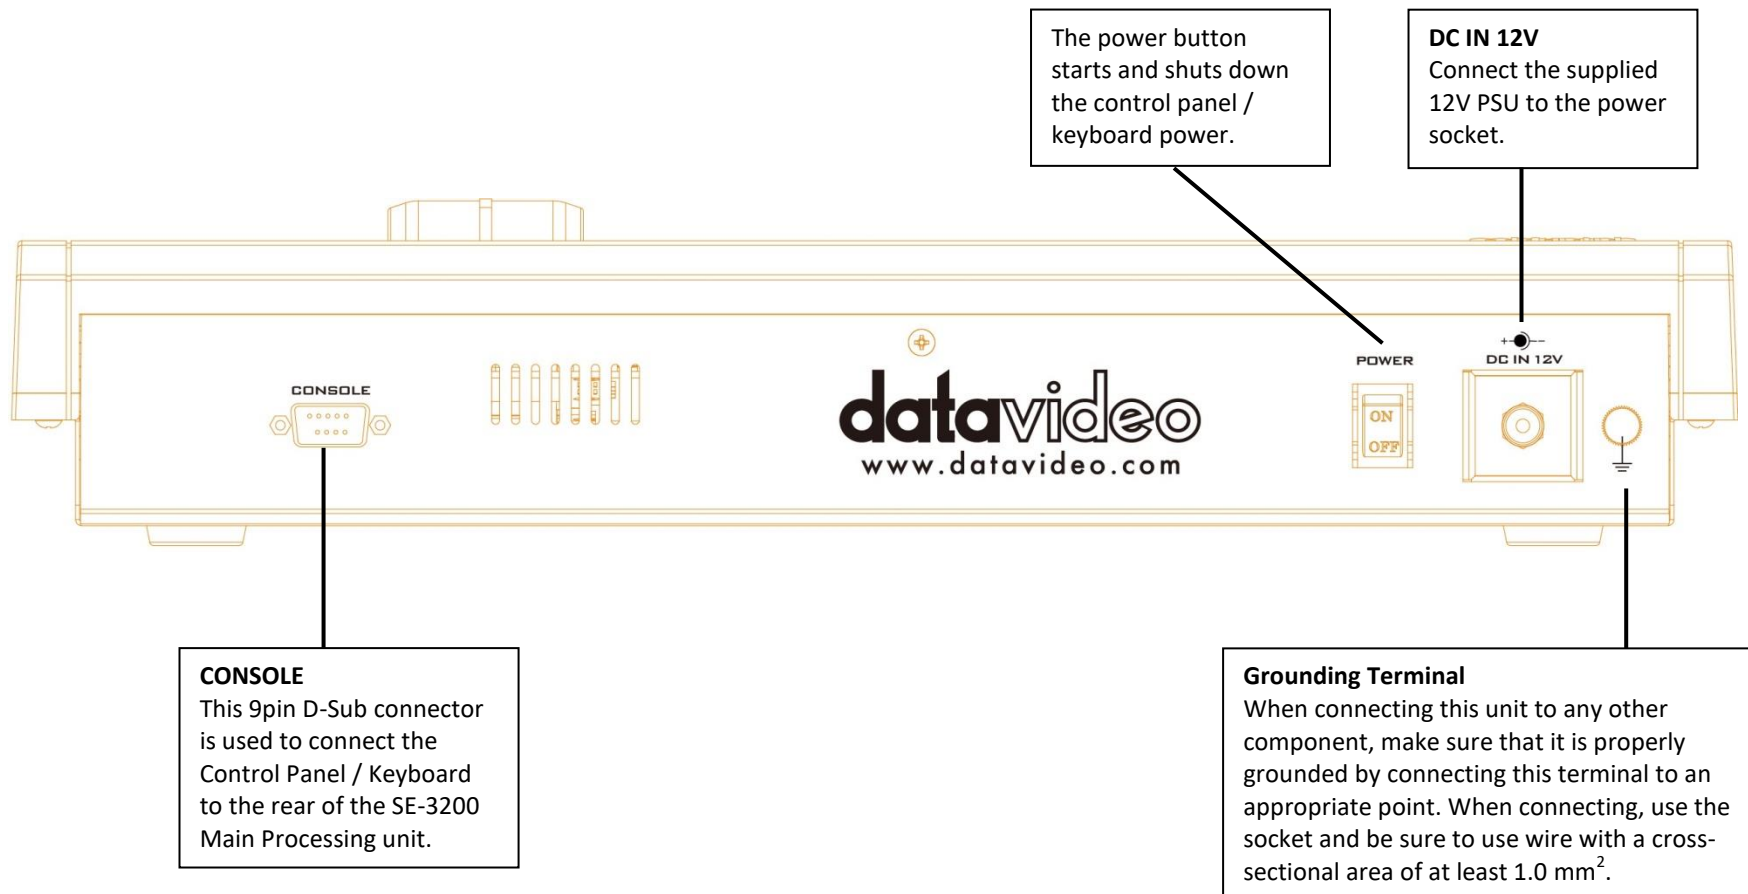 The power button
starts and shuts down
the control panel /
keyboard power.
DC IN 12V
Connect the supplied
12V PSU to the power
socket.
CONSOLE
datavideo
www.datavideo.com
POWER
ON
OFF
+ --
DC IN 12V
CONSOLE
This 9pin D-Sub connector
is used to connect the
Control Panel / Keyboard
to the rear of the SE-3200
Main Processing unit.
Grounding Terminal
When connecting this unit to any other
component, make sure that it is properly
grounded by connecting this terminal to an
appropriate point. When connecting, use the
socket and be sure to use wire with a cross-
sectional area of at least 1.0 mm².